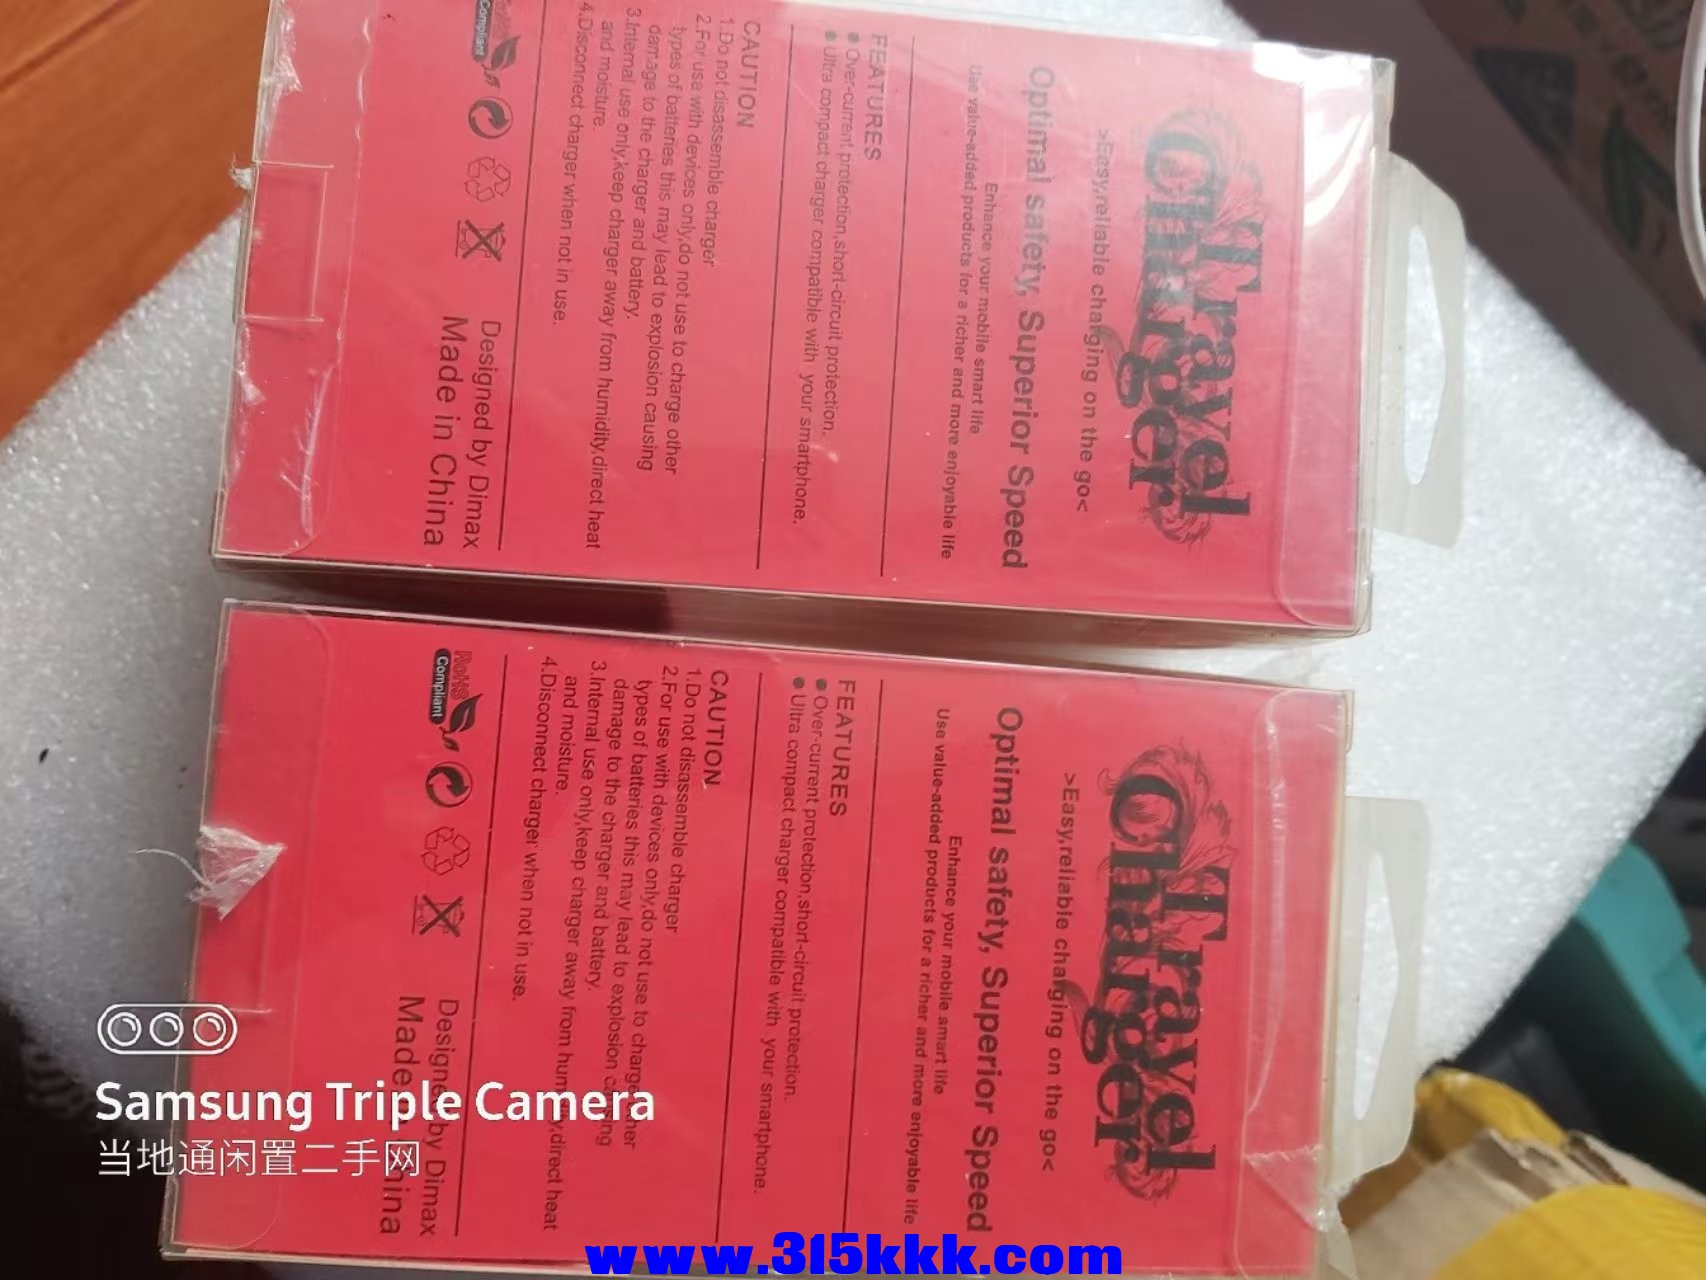 Travel
Charger
>Easy,reliable charging on the go<
Optimal safety, Superior Speed
Enhance your mobile smart life
Use value-added products for a richer and more enjoyable life
FEATURES
● Over-current protection,short-circuit protection.
● Ultra compact charger compatible with your smartphone.
CAUTION
1.Do not disassemble charger
2.For use with devices only,do not use to charge other
types of batteries this may lead to explosion causing
damage to the charger and battery.
3.Internal use only,keep charger away from humidity,direct heat
and moisture.
4.Disconnect charger when not in use.
Compliant
Designed by Dimax
Made in China
Travel
Charger
>Easy,reliable charging on the go<
Optimal safety, Superior Speed
Enhance your mobile smart life
Use value-added products for a richer and more enjoyable life
FEATURES
● Over-current protection,short-circuit protection.
● Ultra compact charger compatible with your smartphone.
CAUTION
1.Do not disassemble charger
2.For use with devices only,do not use to charge other
types of batteries this may lead to explosion causing
damage to the charger and battery.
3.Internal use only,keep charger away from humidity,direct heat
and moisture.
4.Disconnect charger when not in use.
RoHS
Compliant
Designed by Dimax
Made in China
Samsung Triple Camera
当地通闲置二手网
www.315kkk.com